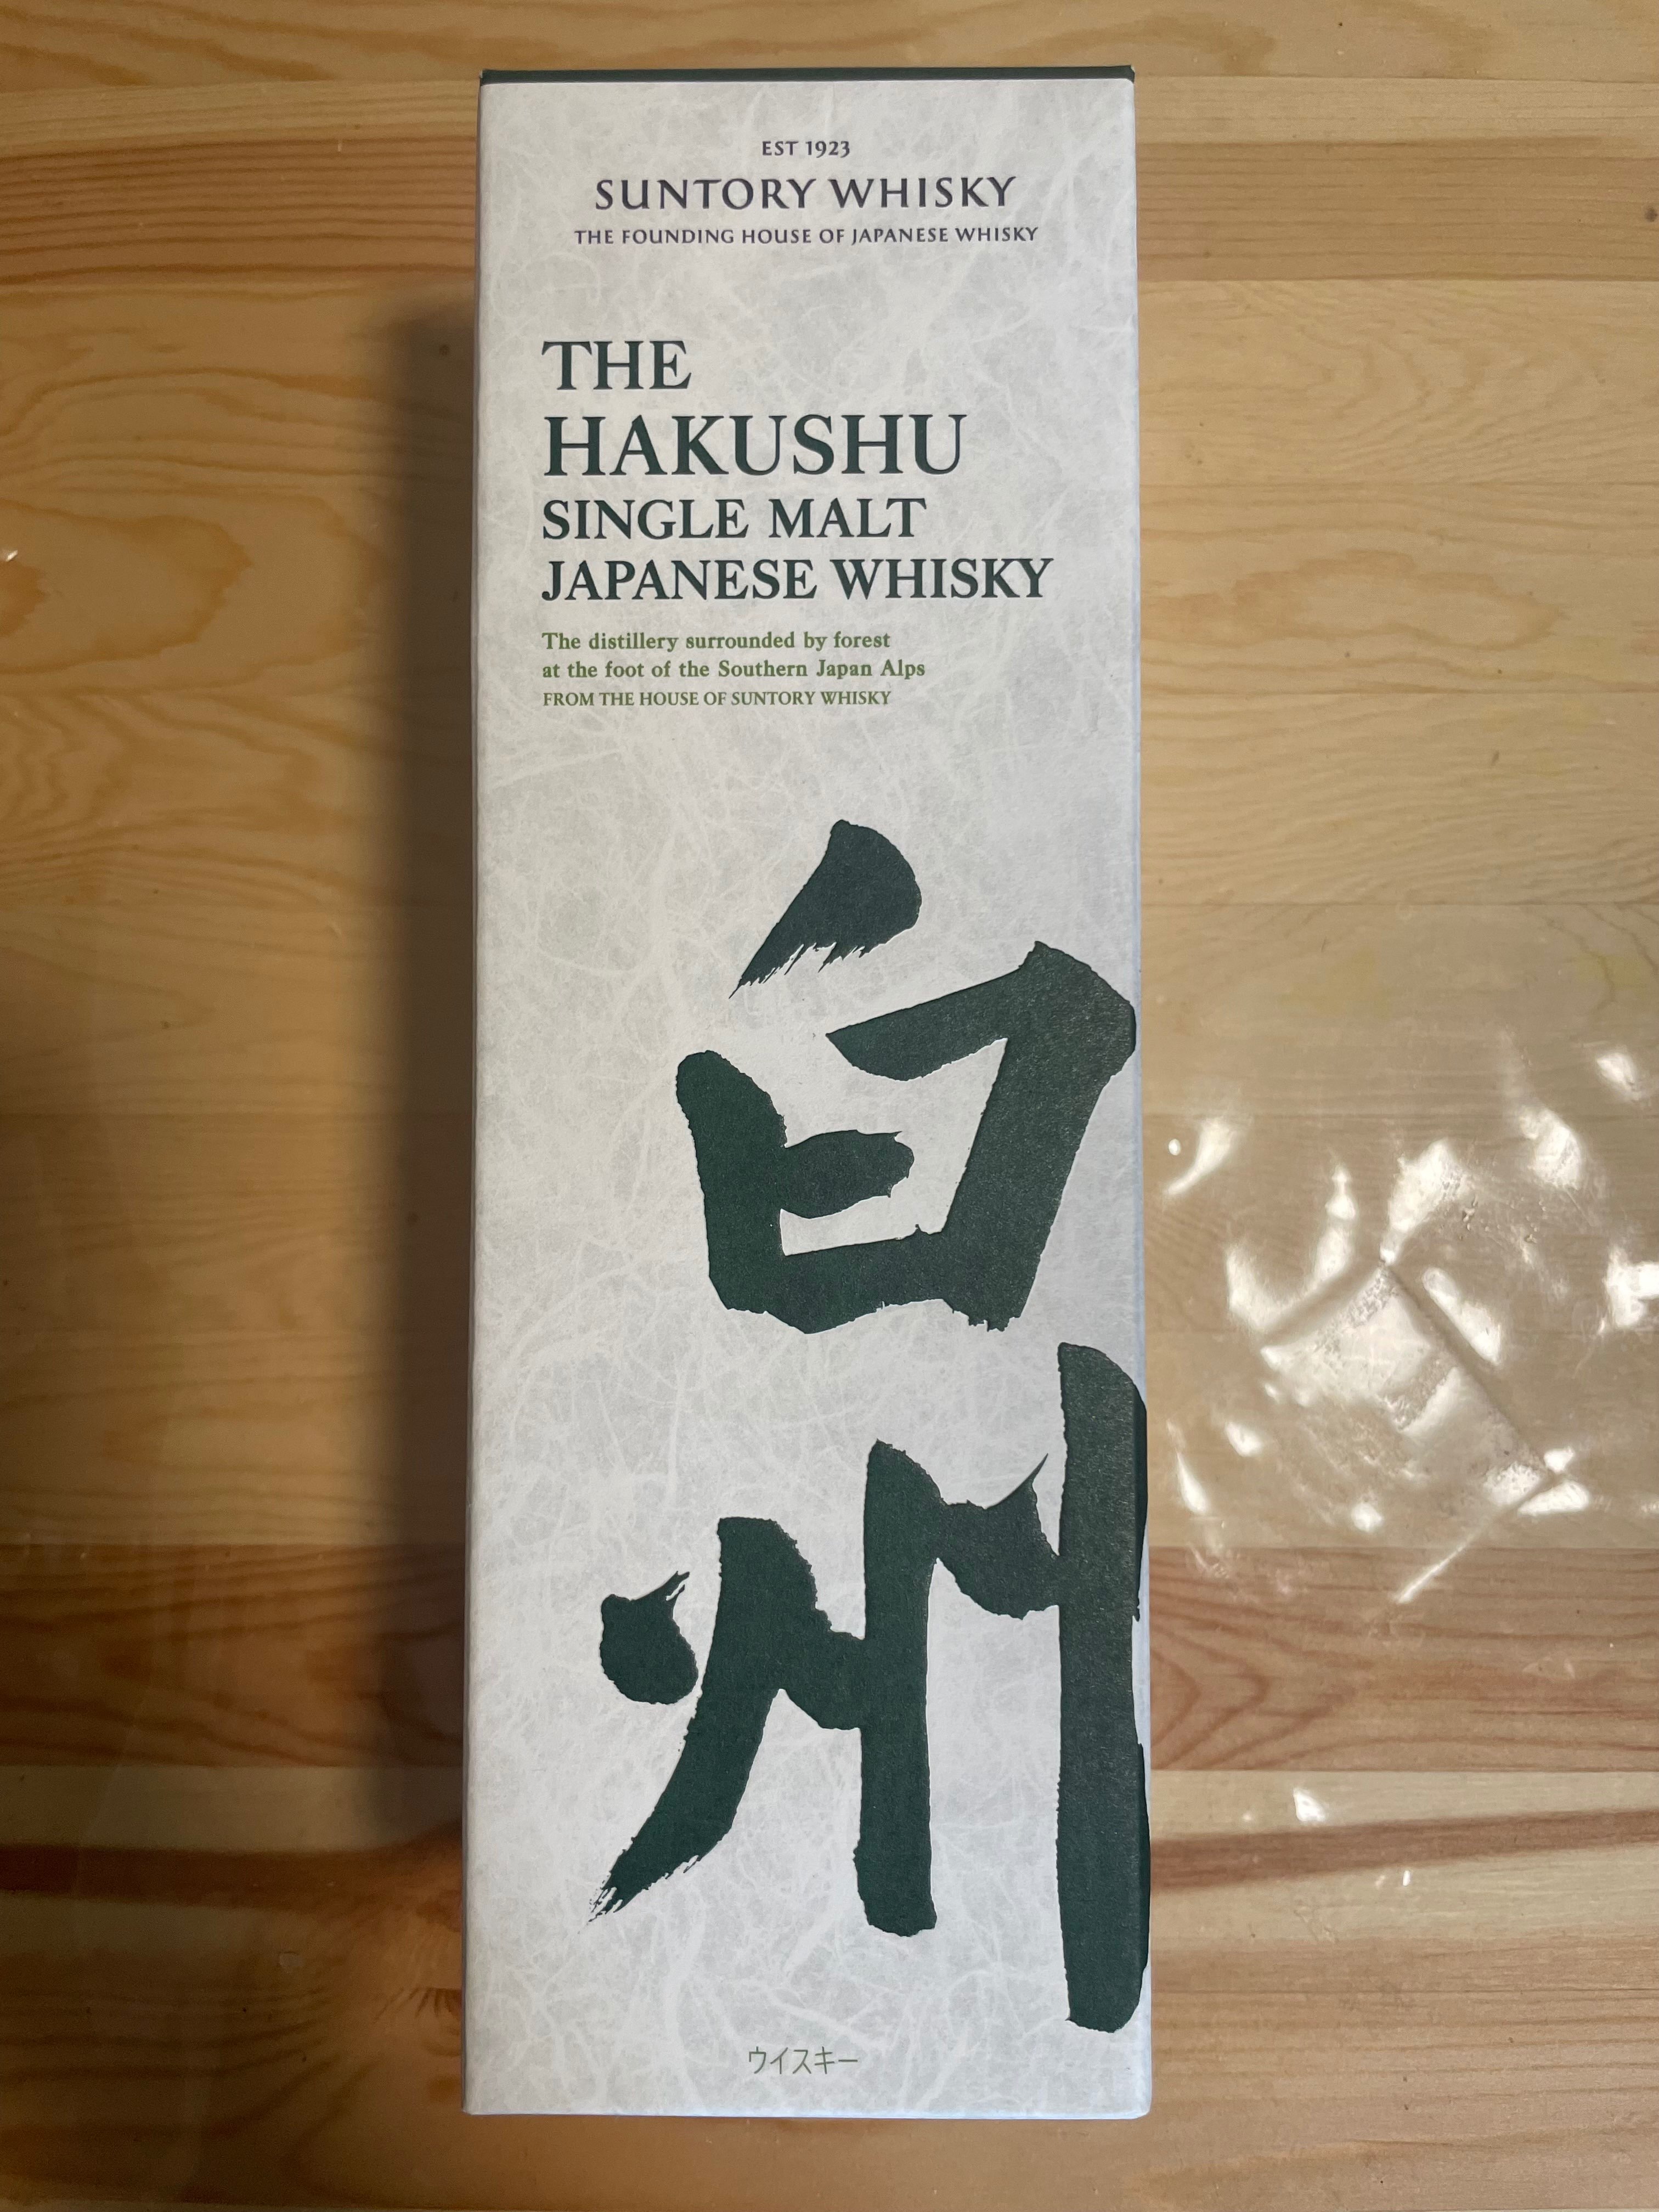 EST 1923
SUNTORY WHISKY
THE FOUNDING HOUSE OF JAPANESE WHISKY
THE
HAKUSHU
SINGLE MALT
JAPANESE WHISKY
The distillery surrounded by forest
at the foot of the Southern Japan Alps
FROM THE HOUSE OF SUNTORY WHISKY
白
州
ウイスキー